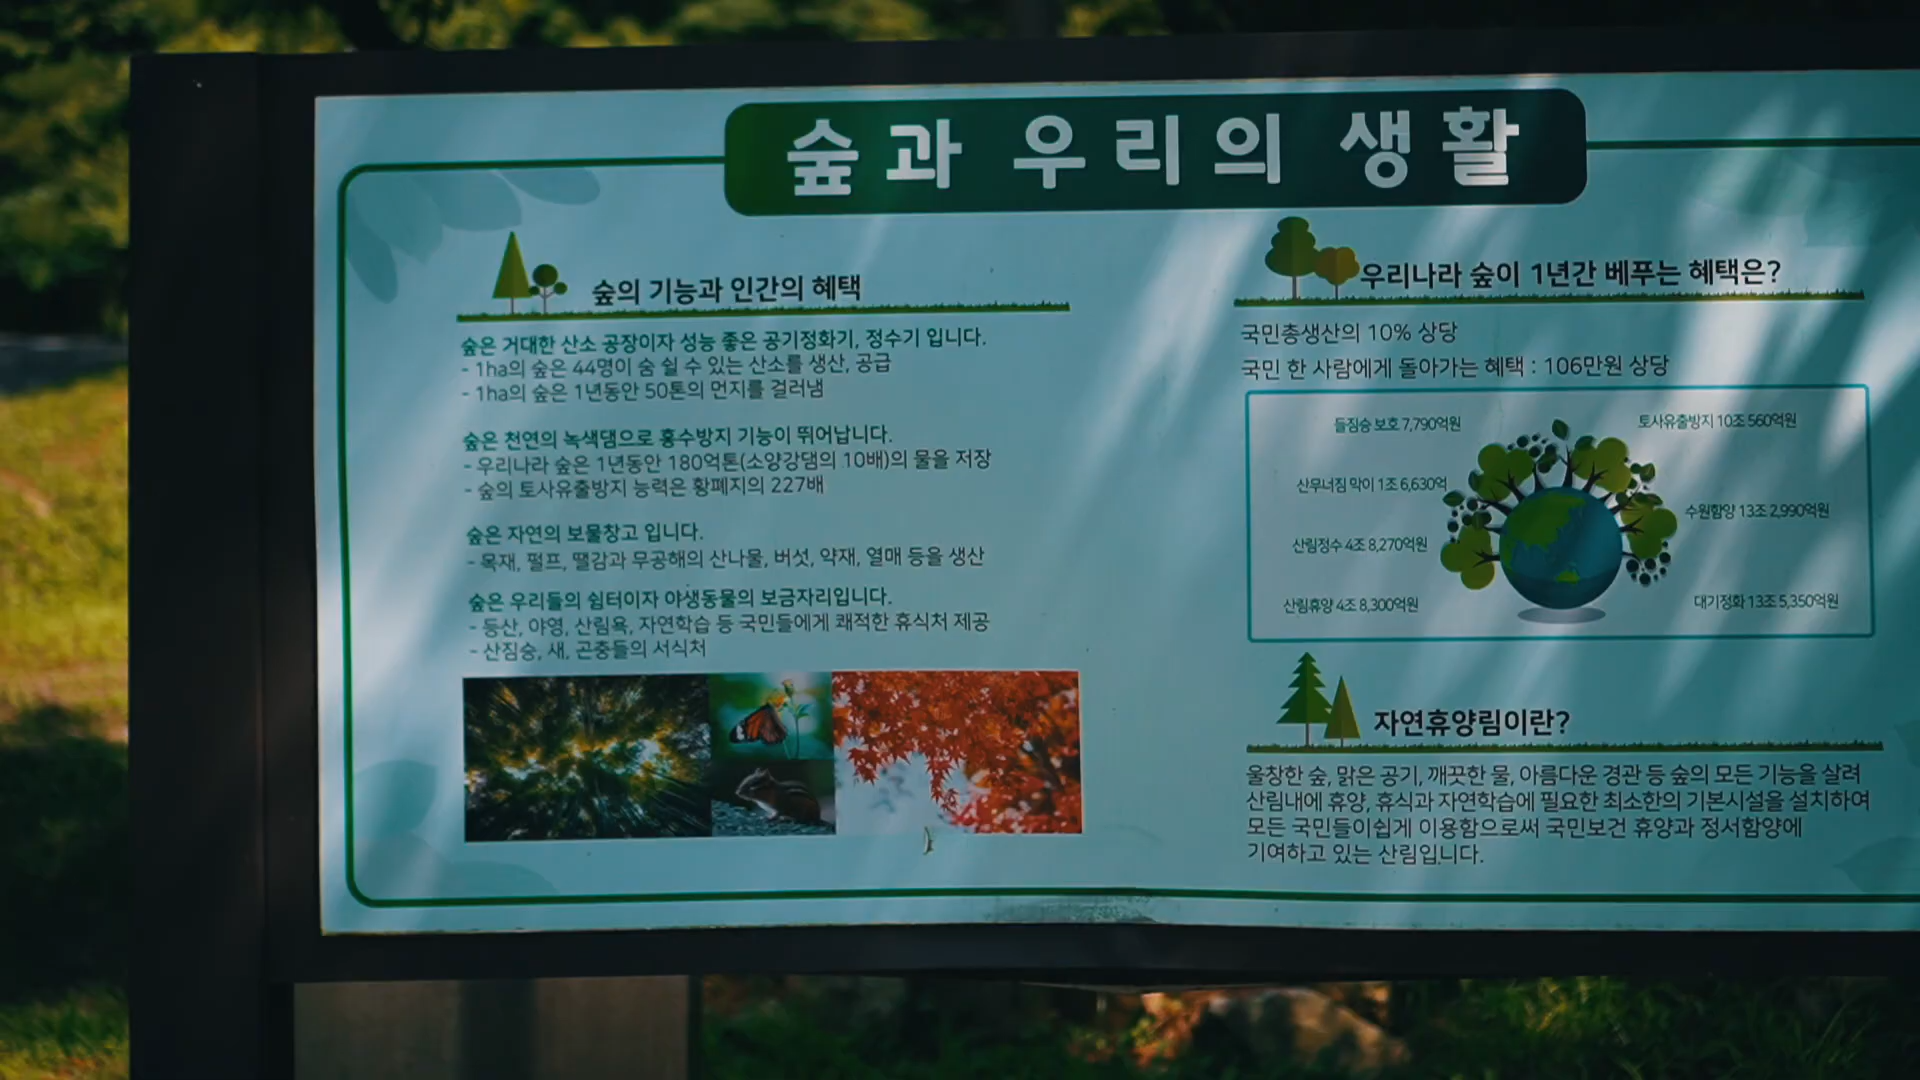 숲과 우리의 생활
숲의 기능과 인간의 혜택
숲은 거대한 산소 공장이자 성능 좋은 공기정화기, 정수기 입니다.
- 1ha의 숲은 44명이 숨 쉴 수 있는 산소를 생산, 공급
- 1ha의 숲은 1년동안 50톤의 먼지를 걸러냄
숲은 천연의 녹색댐으로 홍수방지 기능이 뛰어납니다.
- 우리나라 숲은 1년동안 180억톤(소양강댐의 10배)의 물을 저장
- 숲의 토사유출방지 능력은 황폐지의 227배
숲은 자연의 보물창고 입니다.
- 목재, 펄프, 땔감과 무공해의 산나물, 버섯, 약재, 열매 등을 생산
숲은 우리들의 쉼터이자 야생동물의 보금자리입니다.
- 등산, 야영, 산림욕, 자연학습 등 국민들에게 쾌적한 휴식처 제공
- 산짐승, 새, 곤충들의 서식처
우리나라 숲이 1년간 베푸는 혜택은?
국민총생산의 10% 상당
국민 한 사람에게 돌아가는 혜택 : 106만원 상당
들짐승 보호 7,790억원
토사유출방지 10조 560억원
산무너짐 막이 1조 6,630억
수원함양 13조 2,990억원
산림정수 4조 8,270억원
산림휴양 4조 8,300억원
대기정화 13조 5,350억원
자연휴양림이란?
울창한 숲, 맑은 공기, 깨끗한 물, 아름다운 경관 등 숲의 모든 기능을 살려
산림내에 휴양, 휴식과 자연학습에 필요한 최소한의 기본시설을 설치하여
모든 국민들이쉽게 이용함으로써 국민보건 휴양과 정서함양에
기여하고 있는 산림입니다.